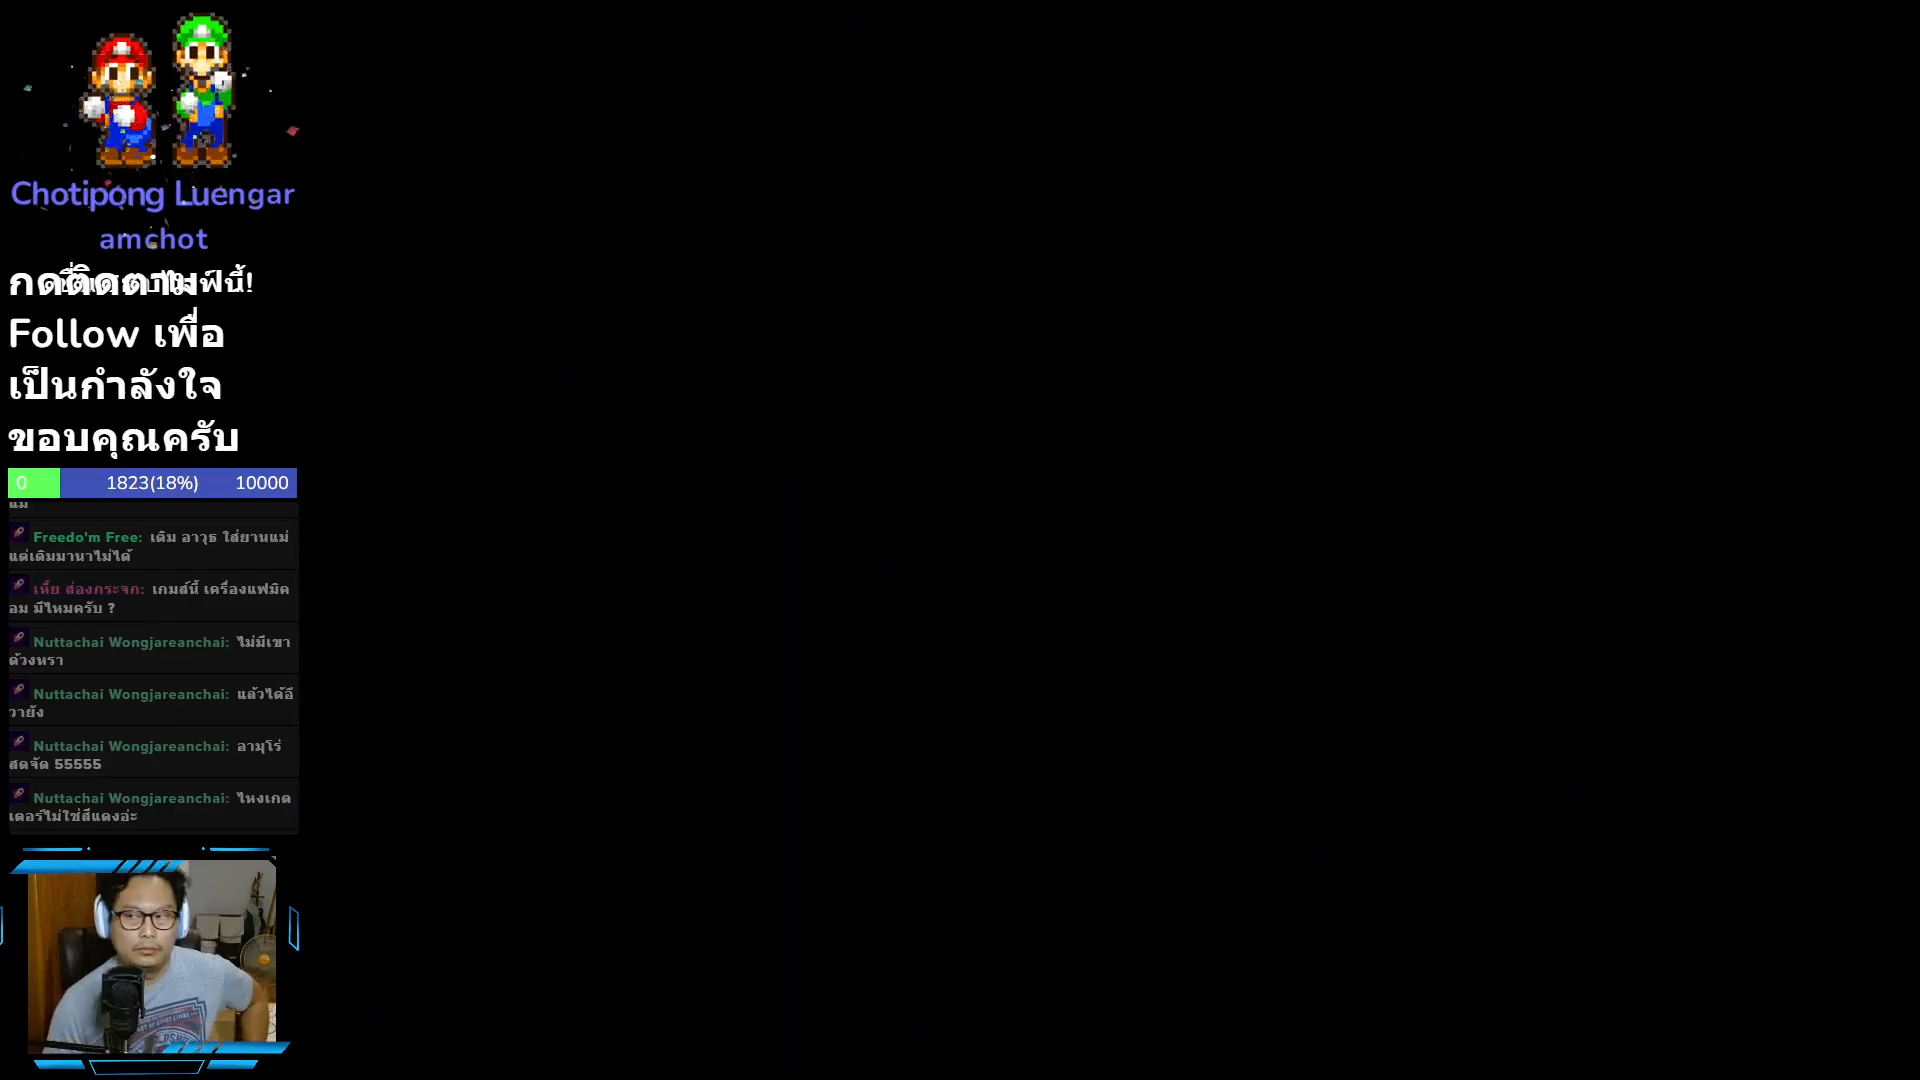 Chotipong Luengar
amchot
กดติดตาม
Follow เพื่อ
เป็นกำลังใจ
ขอบคุณครับ
0 1823(18%) 10000
แม่
Freedo'm Free: เติม อาวุธ ใส่ยานแม่
แต่เติมมานาไม่ได้
เหี้ย ส่องกระจก: เกมส์นี้ เครื่องแฟมิค
อม มีไหมครับ ?
Nuttachai Wongjareanchai: ไม่มีเขา
ด้วงหรา
Nuttachai Wongjareanchai: แล้วได้อี
วายัง
Nuttachai Wongjareanchai: อามุโร่
สดจัด 55555
Nuttachai Wongjareanchai: ไหงเกต
เตอร์ไม่ใช่สีแดงอ่ะ